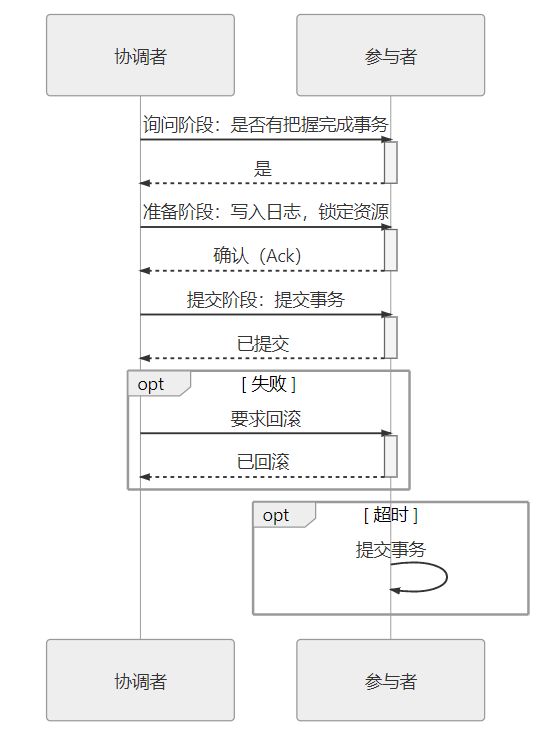 协调者
参与者
询问阶段：是否有把握完成事务
是
准备阶段：写入日志，锁定资源
确认（Ack）
提交阶段：提交事务
已提交
opt
[ 失败 ]
要求回滚
已回滚
opt
[ 超时 ]
提交事务
协调者
参与者